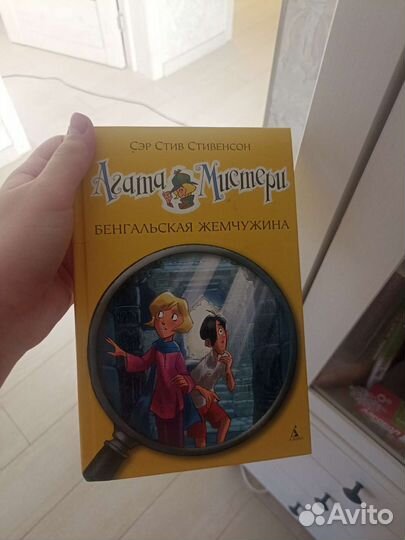 Сэр Стив Стивенсон
Агата Мистери
БЕНГАЛЬСКАЯ ЖЕМЧУЖИНА
Avito